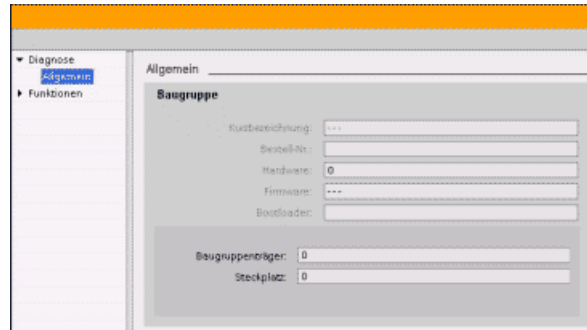 Diagnose
Allgemein
Funktionen
Allgemein
Baugruppe
Kurzbezeichnung: ---
Bestell-Nr.:
Hardware: 0
Firmware: ---
Bootloader:
Baugruppenträger: 0
Steckplatz: 0